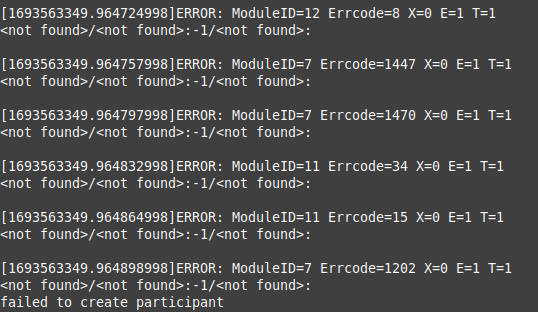 [1693563349.964724998]ERROR: ModuleID=12 Errcode=8 X=0 E=1 T=1
<not found>/<not found>:-1/<not found>:
[1693563349.964757998]ERROR: ModuleID=7 Errcode=1447 X=0 E=1 T=1
<not found>/<not found>:-1/<not found>:
[1693563349.964797998]ERROR: ModuleID=7 Errcode=1470 X=0 E=1 T=1
<not found>/<not found>:-1/<not found>:
[1693563349.964832998]ERROR: ModuleID=11 Errcode=34 X=0 E=1 T=1
<not found>/<not found>:-1/<not found>:
[1693563349.964864998]ERROR: ModuleID=11 Errcode=15 X=0 E=1 T=1
<not found>/<not found>:-1/<not found>:
[1693563349.964898998]ERROR: ModuleID=7 Errcode=1202 X=0 E=1 T=1
<not found>/<not found>:-1/<not found>:
failed to create participant